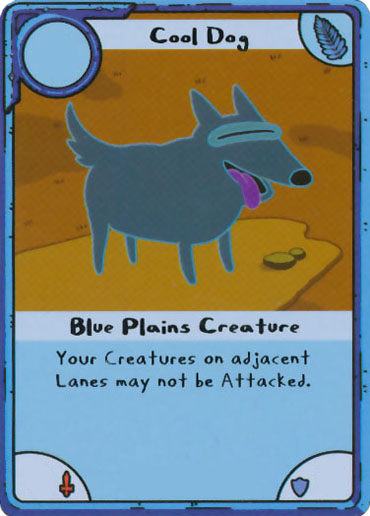 Cool Dog
Blue Plains Creature
Your Creatures on adjacent
Lanes may not be Attacked.